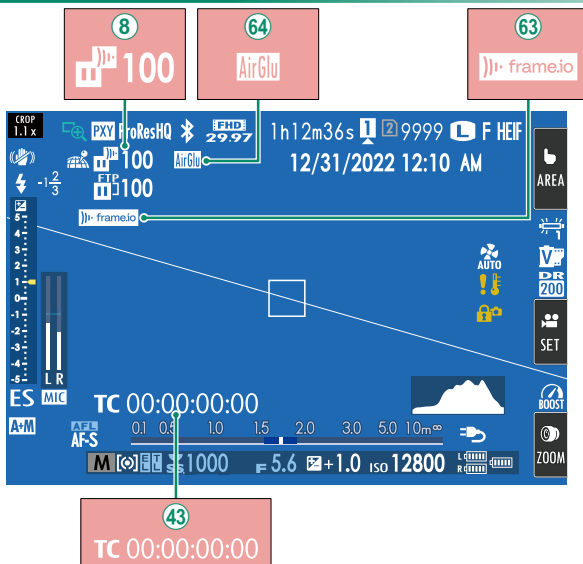 8 64 63
100 AirGlu frame.io
CROP 1.1 x PXY ProResHQ FHD 29.97 1h12m36s 1 2 9999 L F HEIF
100 AirGlu 12/31/2022 12:10 AM
-1 2/3 FTP 100
AREA
frame.io
5
4
3
2
1
0
-1
-2
-3
-4
-5
AUTO
V
DR 200
SET
L R
ES MIC
TC 00:00:00:00
BOOST
A+M
AFL AF-S
0.1 0.5 1.0 1.5 2.0 3.0 5.0 10m∞
ZOOM
M E T S.S. 1000 F 5.6 +1.0 ISO 12800 L R
43
TC 00:00:00:00